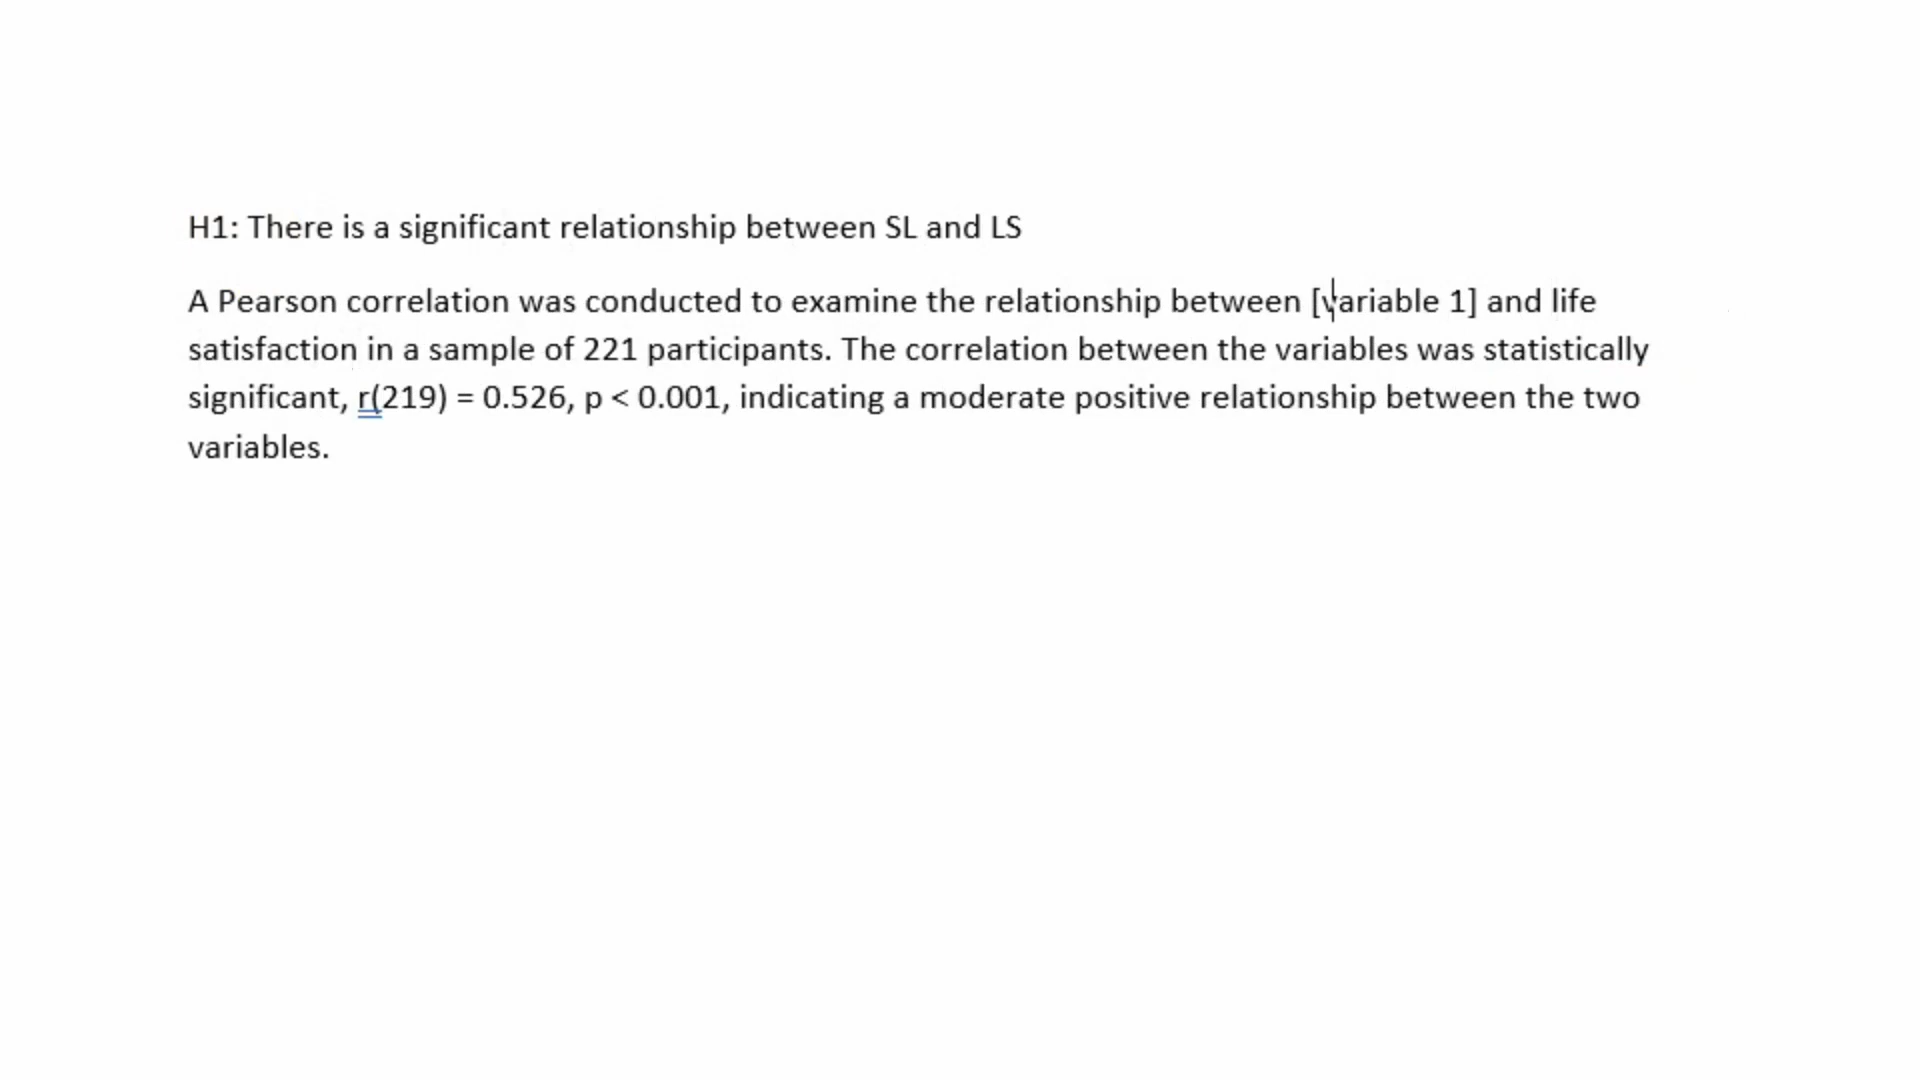 H1: There is a significant relationship between SL and LS
A Pearson correlation was conducted to examine the relationship between [variable 1] and life
satisfaction in a sample of 221 participants. The correlation between the variables was statistically
significant, r(219) = 0.526, p < 0.001, indicating a moderate positive relationship between the two
variables.